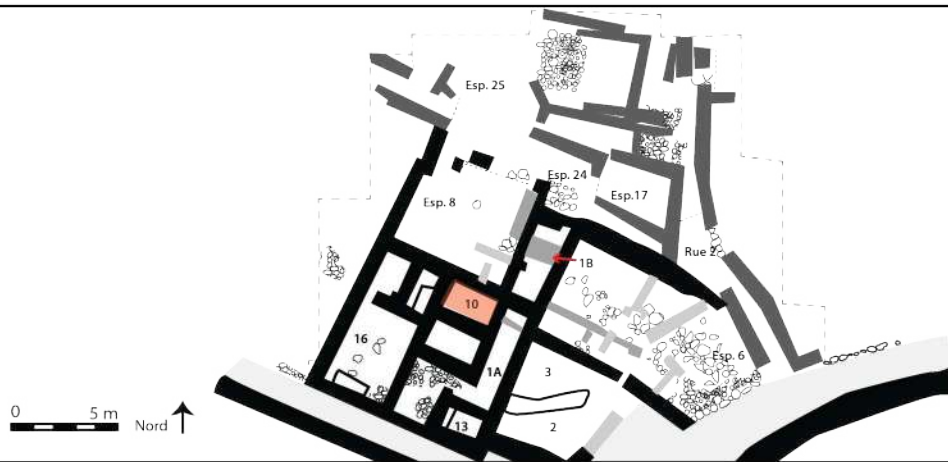 Esp. 25
Esp. 24
Esp. 8
Esp.17
1B
Rue 2
10
16
Esp. 6
1A
3
13
2
0 5 m
Nord